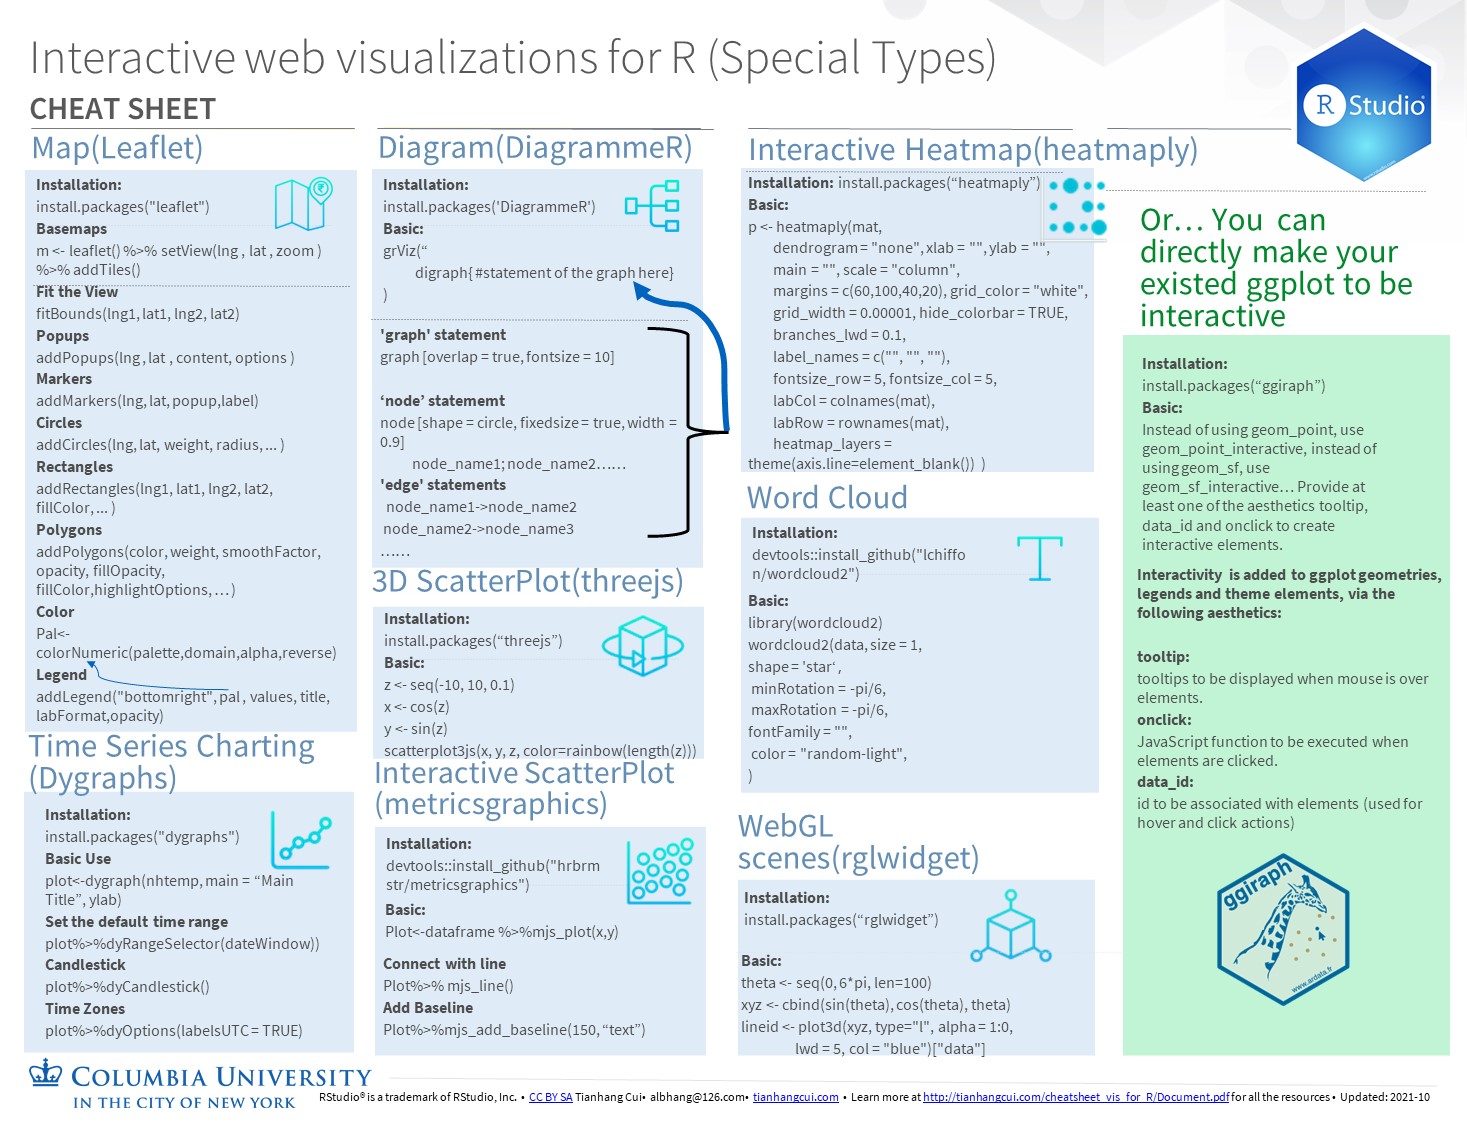 Interactive web visualizations for R (Special Types)
CHEAT SHEET
R Studio®
Map(Leaflet)
Installation:
install.packages("leaflet")
Basemaps
m <- leaflet() %>% setView(lng , lat , zoom )
%>% addTiles()
Fit the View
fitBounds(lng1, lat1, lng2, lat2)
Popups
addPopups(lng , lat , content, options )
Markers
addMarkers(lng, lat, popup,label)
Circles
addCircles(lng, lat, weight, radius, ... )
Rectangles
addRectangles(lng1, lat1, lng2, lat2,
fillColor, ... )
Polygons
addPolygons(color, weight, smoothFactor,
opacity, fillOpacity,
fillColor,highlightOptions, …)
Color
Pal<-
colorNumeric(palette,domain,alpha,reverse)
Legend
addLegend("bottomright", pal , values, title,
labFormat,opacity)
Time Series Charting
(Dygraphs)
Installation:
install.packages("dygraphs")
Basic Use
plot<-dygraph(nhtemp, main = “Main
Title”, ylab)
Set the default time range
plot%>%dyRangeSelector(dateWindow))
Candlestick
plot%>%dyCandlestick()
Time Zones
plot%>%dyOptions(labelsUTC = TRUE)
Diagram(DiagrammeR)
Installation:
install.packages('DiagrammeR')
Basic:
grViz(“
digraph{ #statement of the graph here}
)
'graph' statement
graph [overlap = true, fontsize = 10]
‘node’ statememt
node [shape = circle, fixedsize = true, width =
0.9]
node_name1; node_name2……
'edge' statements
node_name1->node_name2
node_name2->node_name3
……
3D ScatterPlot(threejs)
Installation:
install.packages(“threejs”)
Basic:
z <- seq(-10, 10, 0.1)
x <- cos(z)
y <- sin(z)
scatterplot3js(x, y, z, color=rainbow(length(z)))
Interactive ScatterPlot
(metricsgraphics)
Installation:
devtools::install_github("hrbrm
str/metricsgraphics")
Basic:
Plot<-dataframe %>%mjs_plot(x,y)
Connect with line
Plot%>% mjs_line()
Add Baseline
Plot%>%mjs_add_baseline(150, “text”)
Interactive Heatmap(heatmaply)
Installation: install.packages(“heatmaply”)
Basic:
p <- heatmaply(mat,
dendrogram = "none", xlab = "", ylab = "",
main = "", scale = "column",
margins = c(60,100,40,20), grid_color = "white",
grid_width = 0.00001, hide_colorbar = TRUE,
branches_lwd = 0.1,
label_names = c("", "", ""),
fontsize_row = 5, fontsize_col = 5,
labCol = colnames(mat),
labRow = rownames(mat),
heatmap_layers =
theme(axis.line=element_blank()) )
Word Cloud
Installation:
devtools::install_github("lchiffo
n/wordcloud2")
Basic:
library(wordcloud2)
wordcloud2(data, size = 1,
shape = 'star‘ ,
minRotation = -pi/6,
maxRotation = -pi/6,
fontFamily = "",
color = "random-light",
)
WebGL
scenes(rglwidget)
Installation:
install.packages(“rglwidget”)
Basic:
theta <- seq(0, 6*pi, len=100)
xyz <- cbind(sin(theta), cos(theta), theta)
lineid <- plot3d(xyz, type="l", alpha = 1:0,
lwd = 5, col = "blue")["data"]
Or… You can
directly make your
existed ggplot to be
interactive
Installation:
install.packages(“ggiraph”)
Basic:
Instead of using geom_point, use
geom_point_interactive, instead of
using geom_sf, use
geom_sf_interactive… Provide at
least one of the aesthetics tooltip,
data_id and onclick to create
interactive elements.
Interactivity is added to ggplot geometries,
legends and theme elements, via the
following aesthetics:
tooltip:
tooltips to be displayed when mouse is over
elements.
onclick:
JavaScript function to be executed when
elements are clicked.
data_id:
id to be associated with elements (used for
hover and click actions)
ggiraph
www.ardata.fr
COLUMBIA UNIVERSITY
IN THE CITY OF NEW YORK
RStudio® is a trademark of RStudio, Inc. • CC BY SA Tianhang Cui• albhang@126.com• tianhangcui.com • Learn more at http://tianhangcui.com/cheatsheet_vis_for_R/Document.pdf for all the resources • Updated: 2021-10